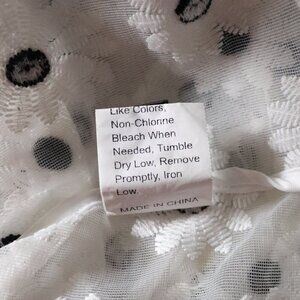 Like Colors,
Non-Chlorine
Bleach When
Needed, Tumble
Dry Low, Remove
Promptly, Iron
Low.
MADE IN CHINA